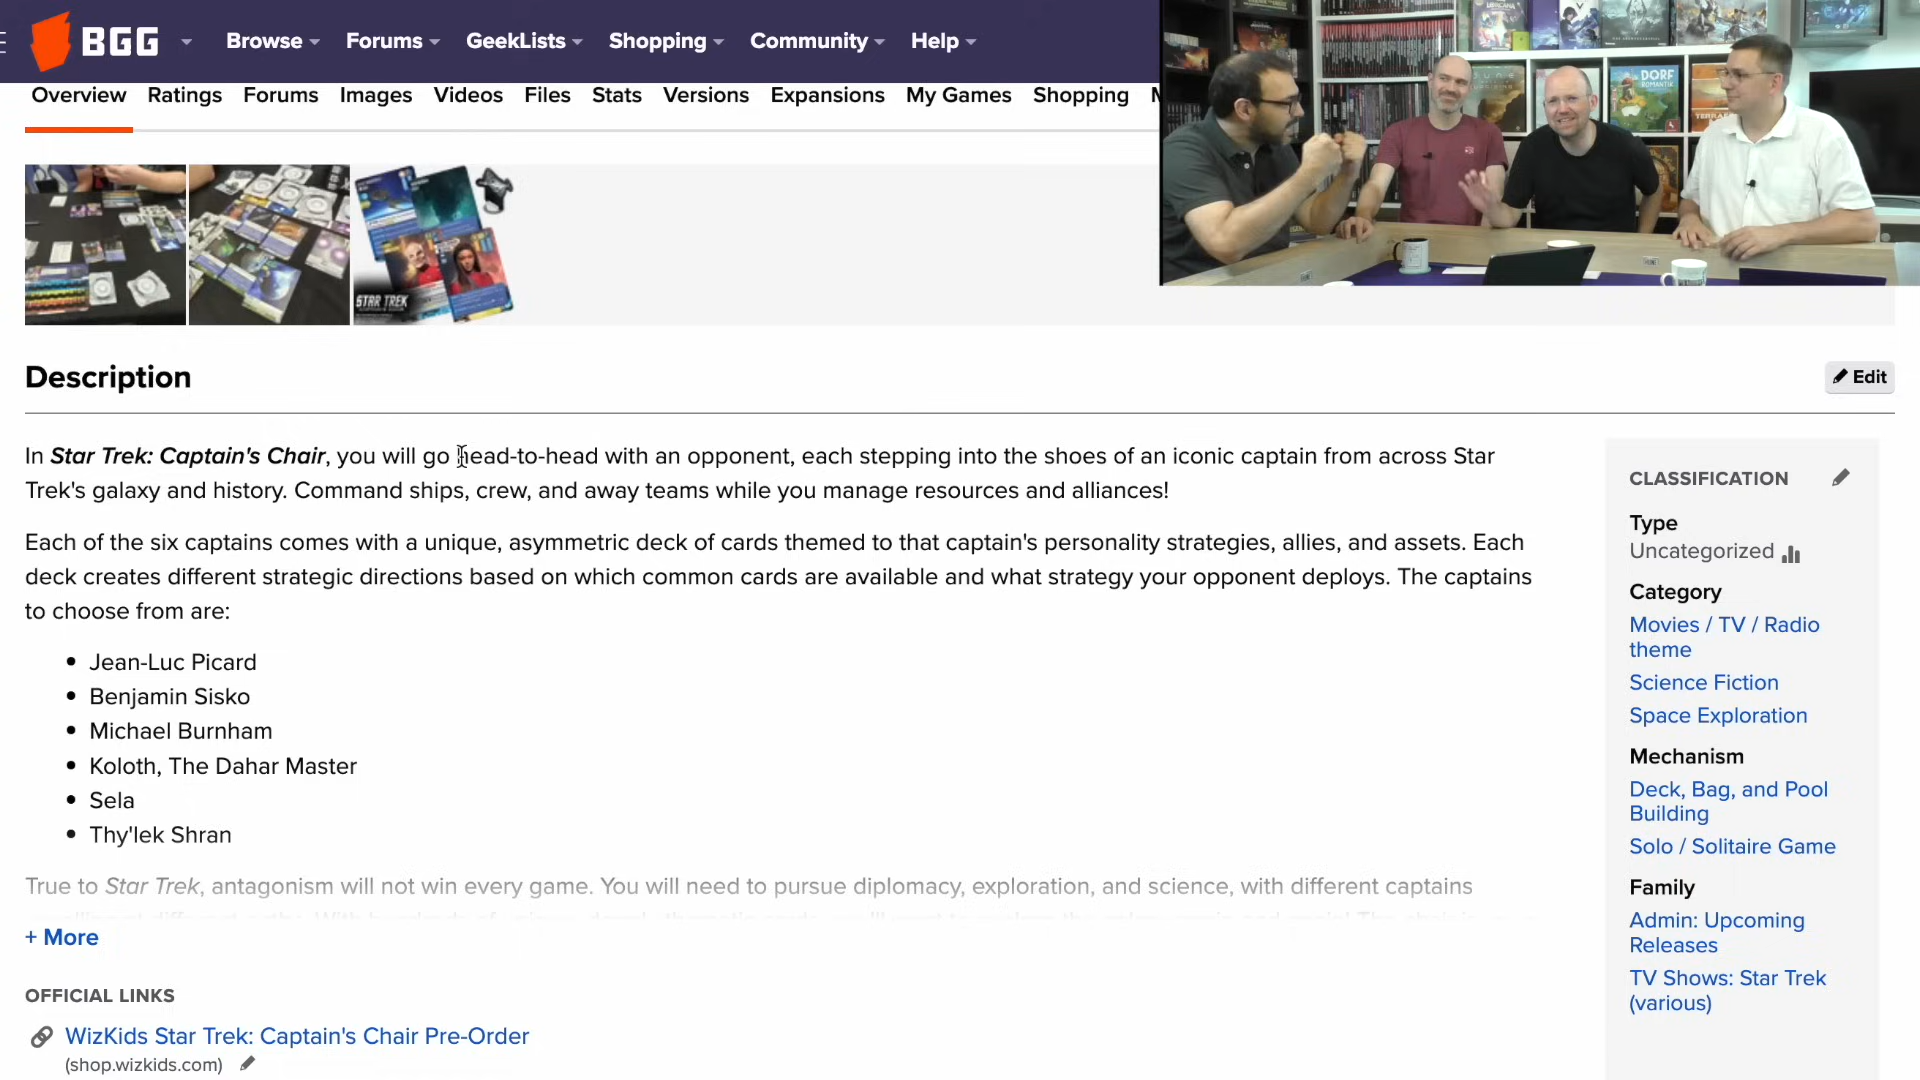 BGG Browse Forums GeekLists Shopping Community Help
Overview Ratings Forums Images Videos Files Stats Versions Expansions My Games Shopping
STAR TREK
DORF
ROMANTIK
Description
Edit
In Star Trek: Captain's Chair, you will go head-to-head with an opponent, each stepping into the shoes of an iconic captain from across Star
Trek's galaxy and history. Command ships, crew, and away teams while you manage resources and alliances!
Each of the six captains comes with a unique, asymmetric deck of cards themed to that captain's personality strategies, allies, and assets. Each
deck creates different strategic directions based on which common cards are available and what strategy your opponent deploys. The captains
to choose from are:
• Jean-Luc Picard
• Benjamin Sisko
• Michael Burnham
• Koloth, The Dahar Master
• Sela
• Thy'lek Shran
True to Star Trek, antagonism will not win every game. You will need to pursue diplomacy, exploration, and science, with different captains
+ More
OFFICIAL LINKS
WizKids Star Trek: Captain's Chair Pre-Order
(shop.wizkids.com)
CLASSIFICATION
Type
Uncategorized
Category
Movies / TV / Radio
theme
Science Fiction
Space Exploration
Mechanism
Deck, Bag, and Pool
Building
Solo / Solitaire Game
Family
Admin: Upcoming
Releases
TV Shows: Star Trek
(various)